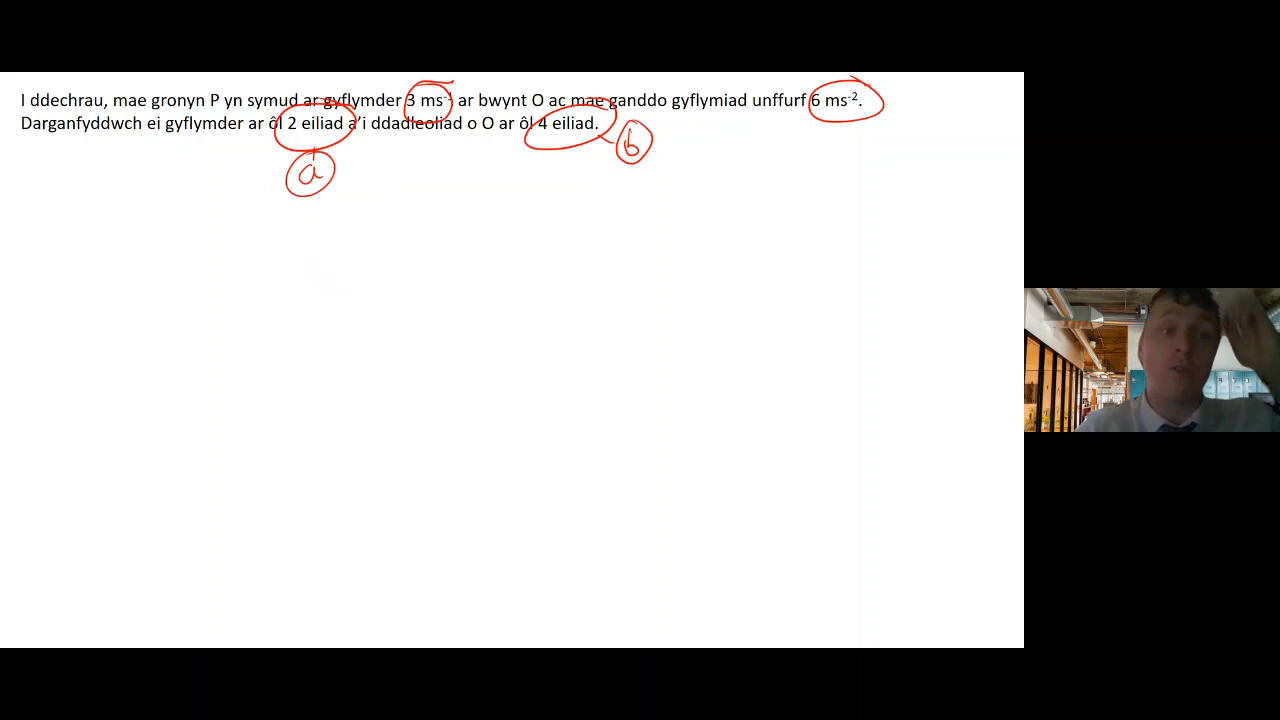 I ddechrau, mae gronyn P yn symud ar gyflymder 3 ms⁻¹ ar bwynt O ac mae ganddo gyflymiad unffurf 6 ms⁻².
Darganfyddwch ei gyflymder ar ôl 2 eiliad a’i ddadleoliad o O ar ôl 4 eiliad.
b
a